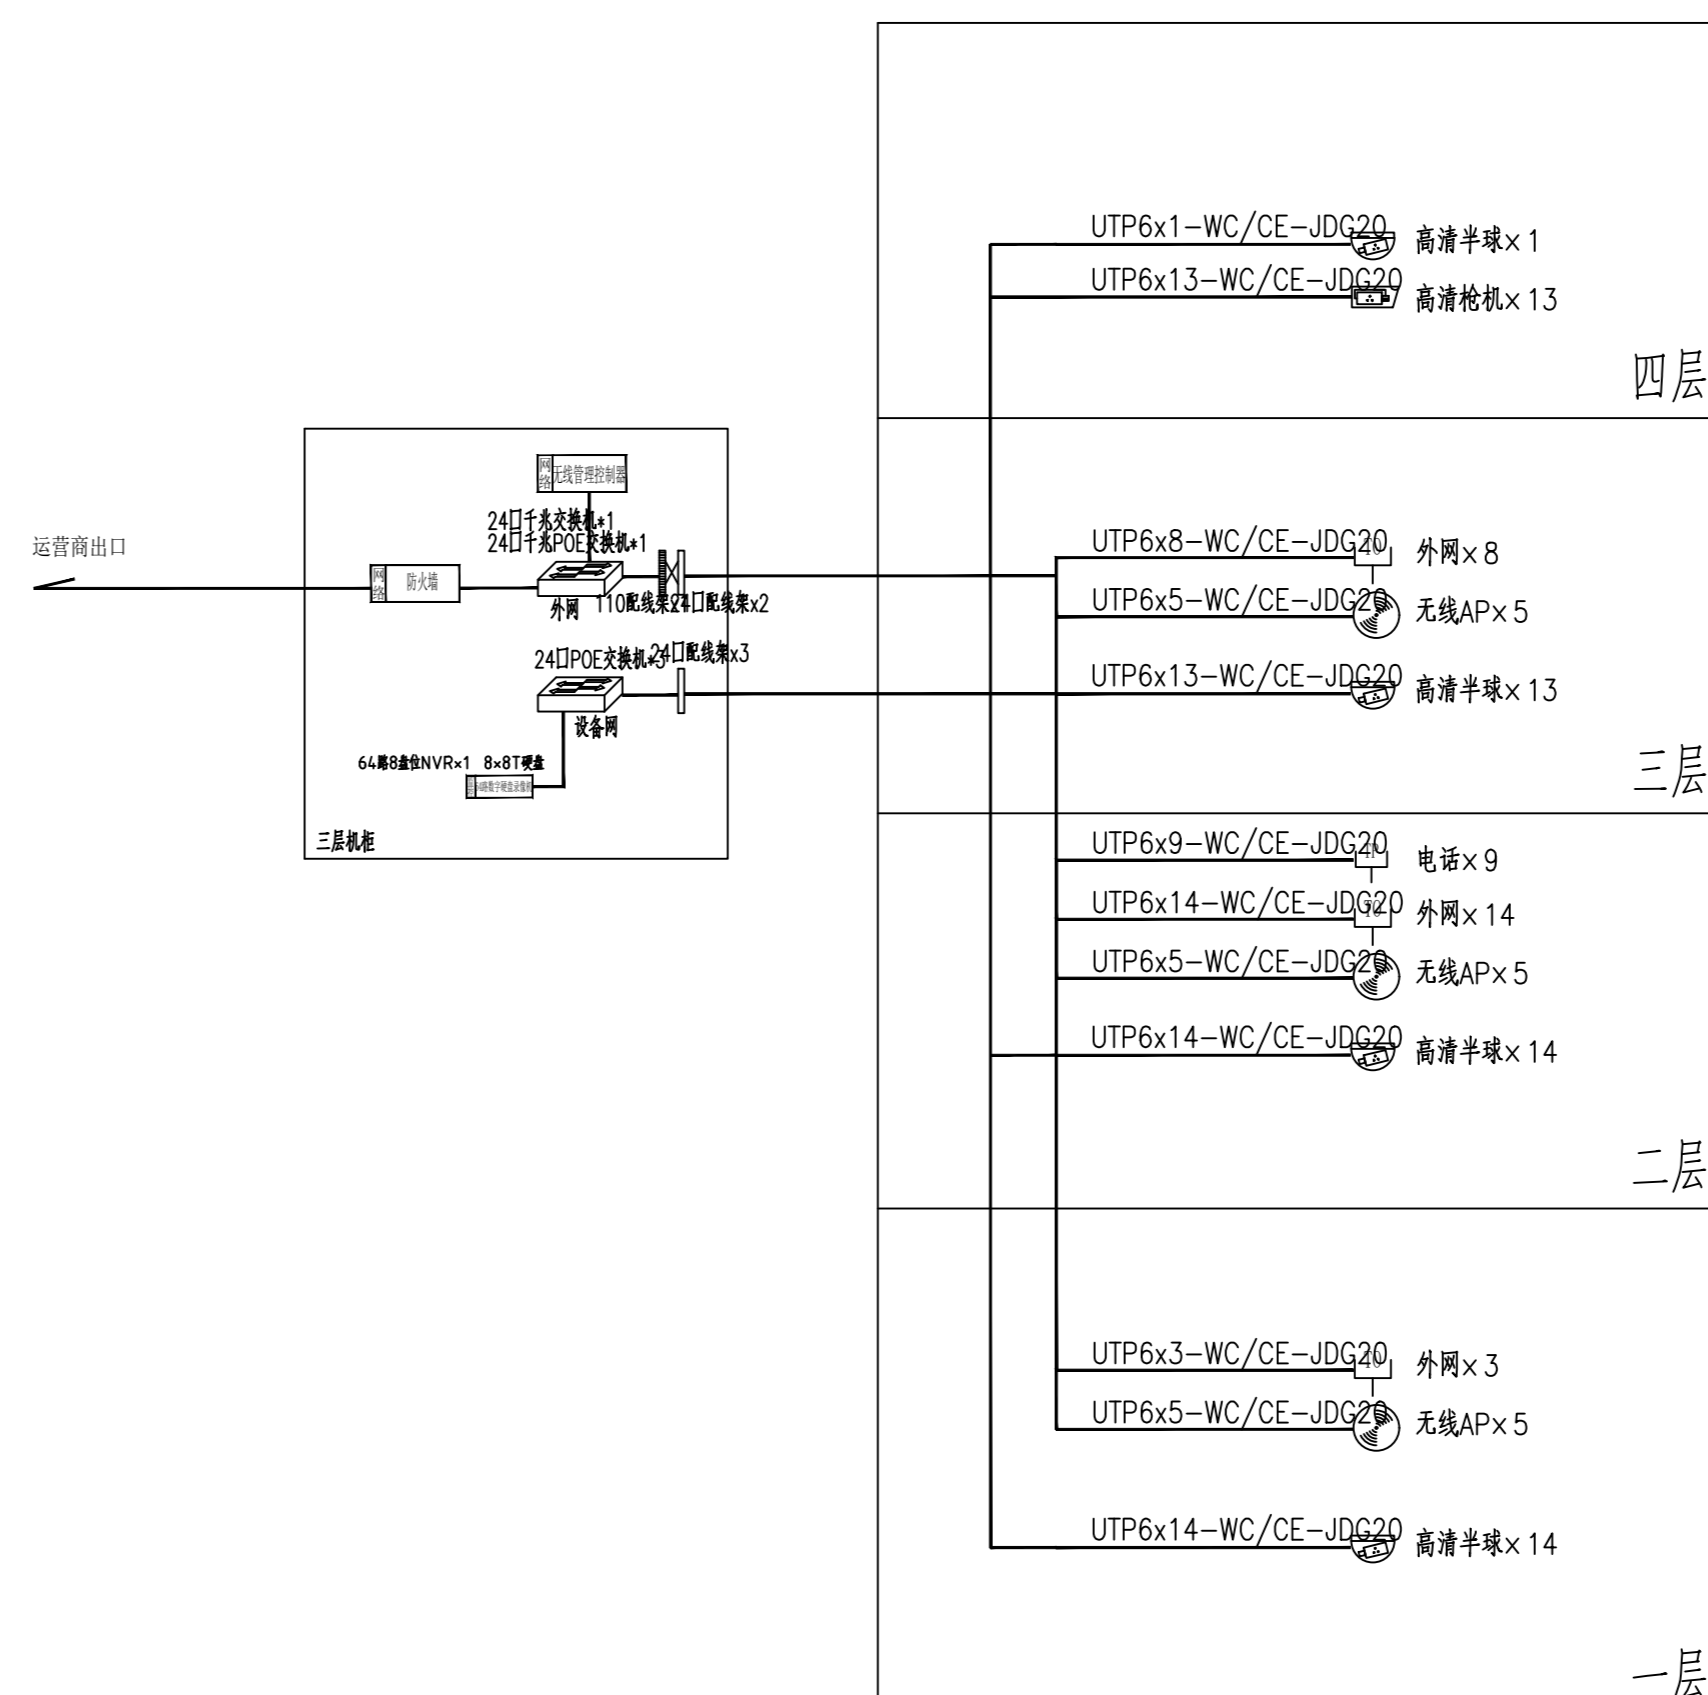 UTP6x1-WC/CE-JDG20
高清半球×1
UTP6x13-WC/CE-JDG20
高清枪机×13
四层
网络
无线管理控制器
24口千兆交换机*1
24口千兆POE交换机*1
运营商出口
网络
防火墙
外网
110配线架x1
24口配线架x2
24口POE交换机*3
24口配线架x3
设备网
64路8盘位NVR×1
8×8T硬盘
三层机柜
UTP6x8-WC/CE-JDG20
TO
外网×8
UTP6x5-WC/CE-JDG20
无线AP×5
UTP6x13-WC/CE-JDG20
高清半球×13
三层
UTP6x9-WC/CE-JDG20
TP
电话×9
UTP6x14-WC/CE-JDG20
TO
外网×14
UTP6x5-WC/CE-JDG20
无线AP×5
UTP6x14-WC/CE-JDG20
高清半球×14
二层
UTP6x3-WC/CE-JDG20
TO
外网×3
UTP6x5-WC/CE-JDG20
无线AP×5
UTP6x14-WC/CE-JDG20
高清半球×14
一层